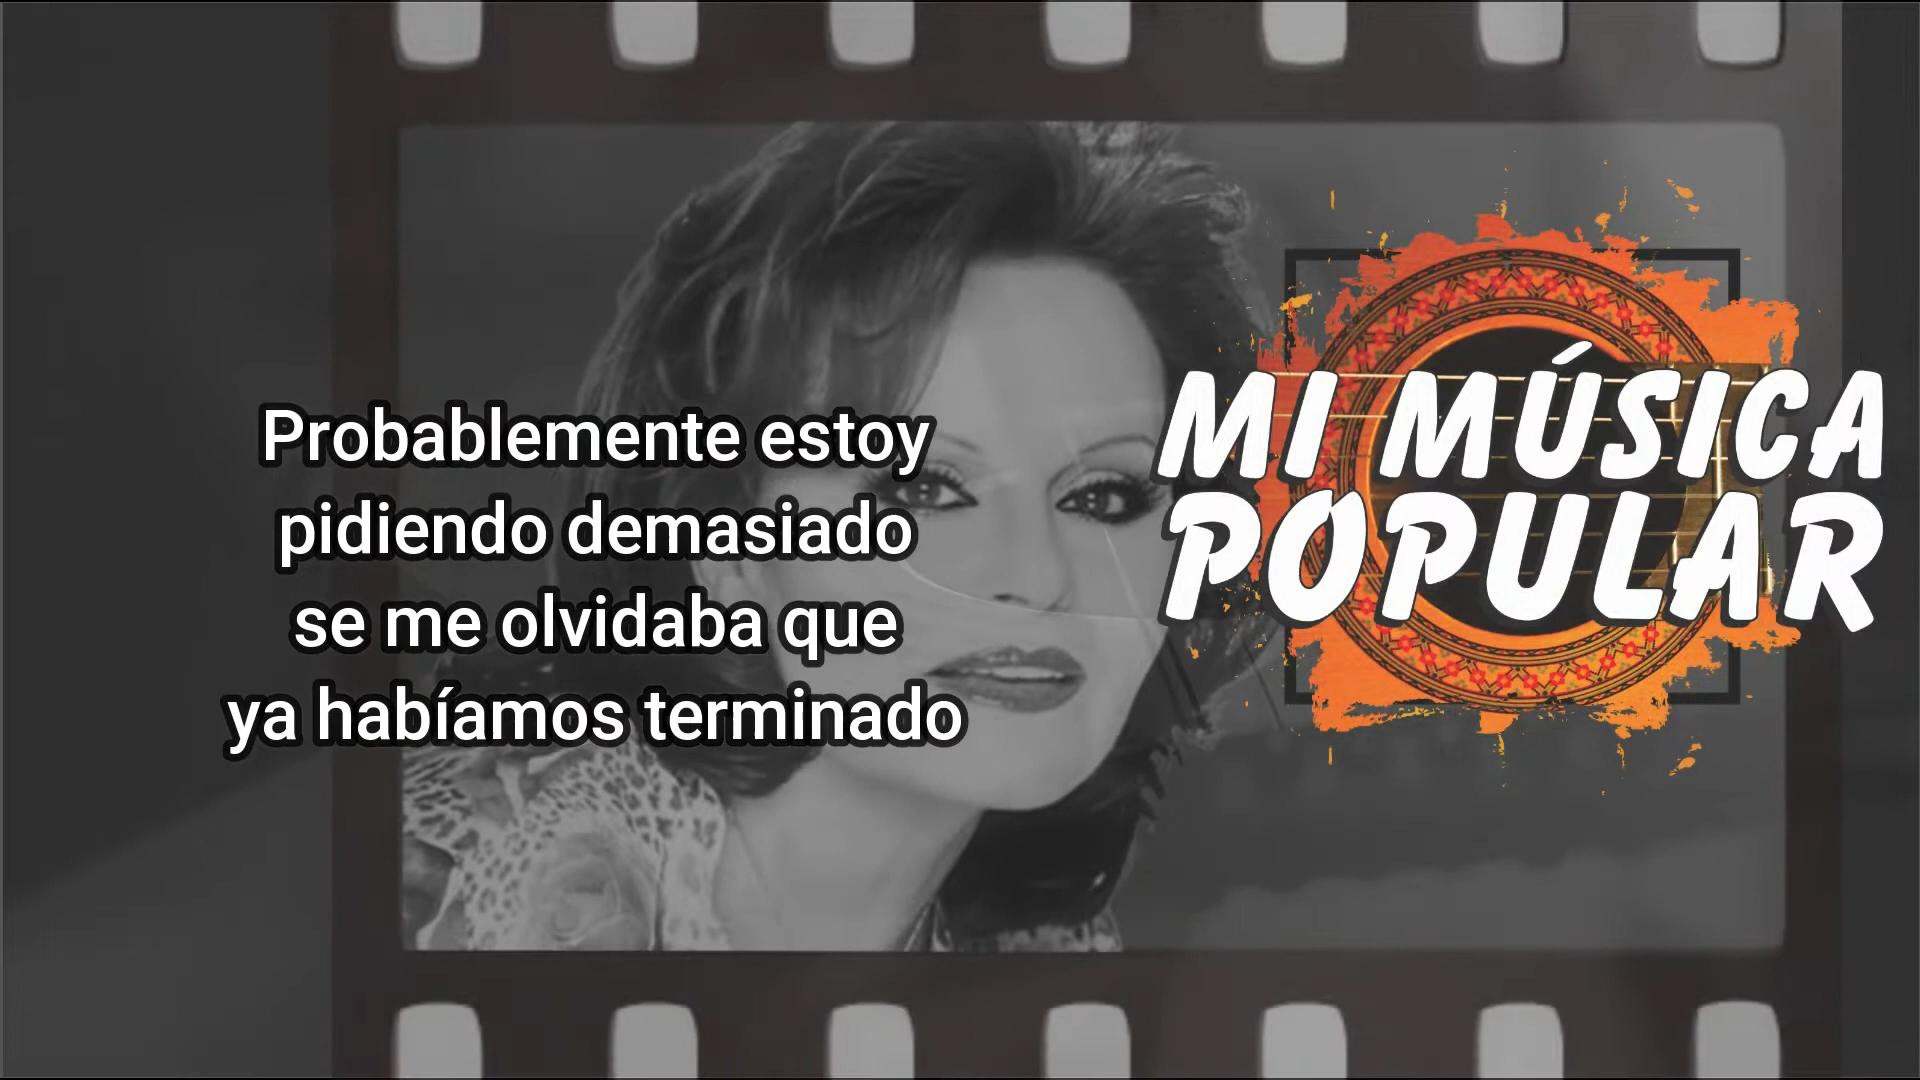 Probablemente estoy
pidiendo demasiado
se me olvidaba que
ya habíamos terminado
MI MÚSICA
POPULAR